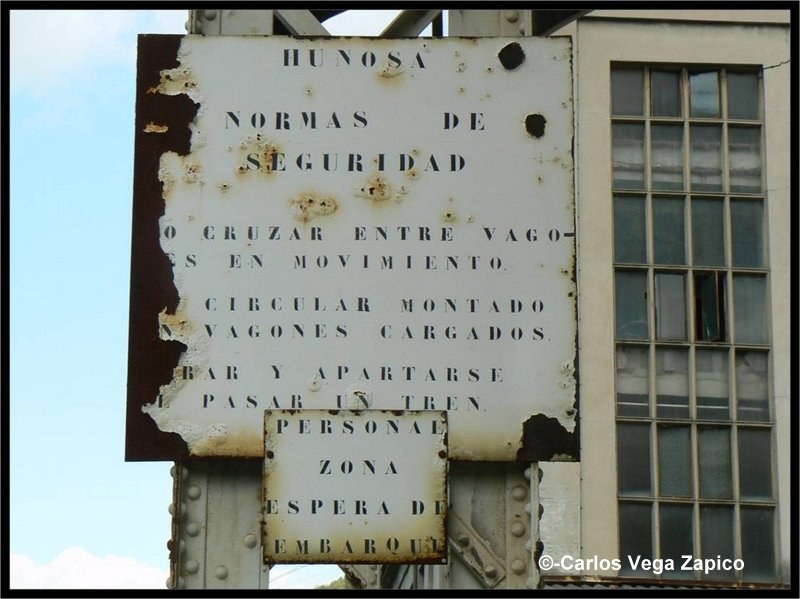 HUNOSA
NORMAS DE
SEGURIDAD
O CRUZAR ENTRE VAGO-
ES EN MOVIMIENTO.
CIRCULAR MONTADO
N VAGONES CARGADOS.
RAR Y APARTARSE
L PASAR UN TREN.
PERSONAL
ZONA
ESPERA DE
EMBARQUE
©-Carlos Vega Zapico